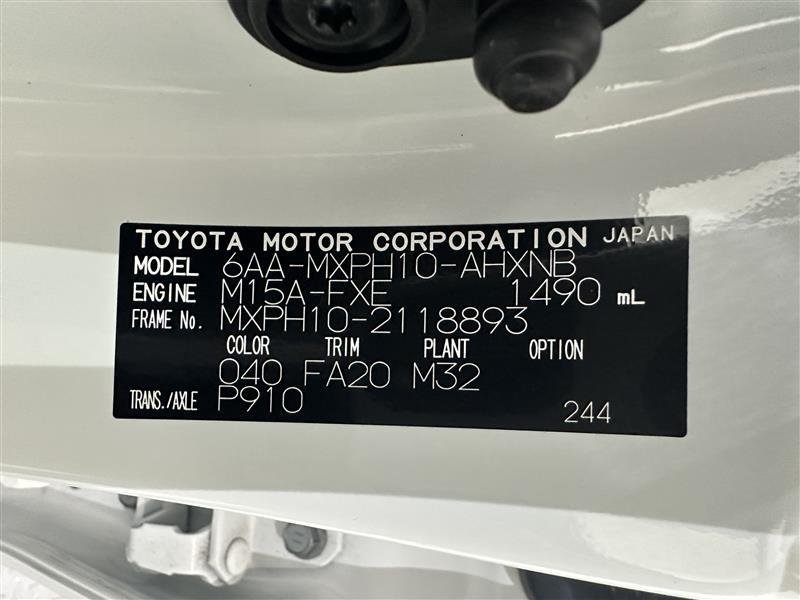 TOYOTA MOTOR CORPORATION JAPAN
MODEL 6AA-MXPH10-AHXNB
ENGINE M15A-FXE 1490 mL
FRAME No. MXPH10-2118893
COLOR TRIM PLANT OPTION
040 FA20 M32
TRANS./AXLE P910
244